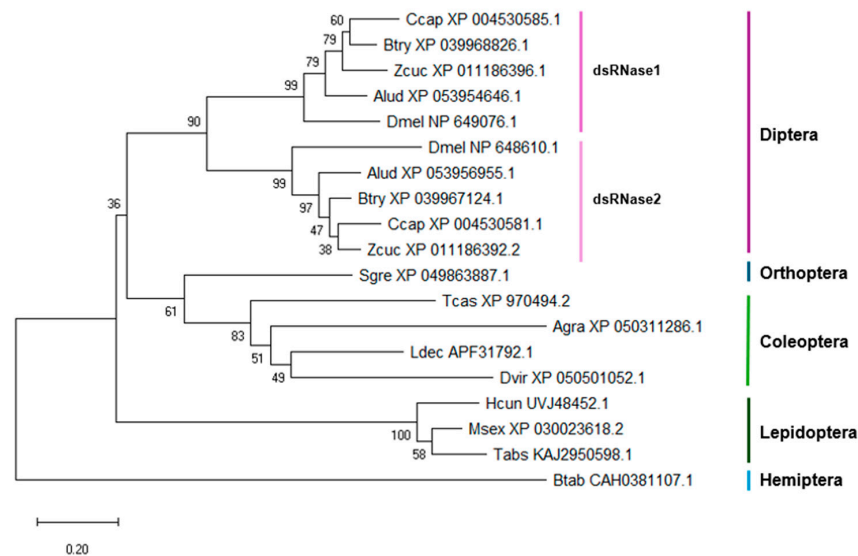 60
Ccap XP 004530585.1
79
Btry XP 039968826.1
79
Zcuc XP 011186396.1
dsRNase1
99
Alud XP 053954646.1
Dmel NP 649076.1
90
Diptera
Dmel NP 648610.1
99
Alud XP 053956955.1
97
Btry XP 039967124.1
dsRNase2
36
47
Ccap XP 004530581.1
38
Zcuc XP 011186392.2
Sgre XP 049863887.1
Orthoptera
61
Tcas XP 970494.2
83
Agra XP 050311286.1
51
Ldec APF31792.1
Coleoptera
49
Dvir XP 050501052.1
Hcun UVJ48452.1
100
Msex XP 030023618.2
Lepidoptera
58
Tabs KAJ2950598.1
Btab CAH0381107.1
Hemiptera
0.20